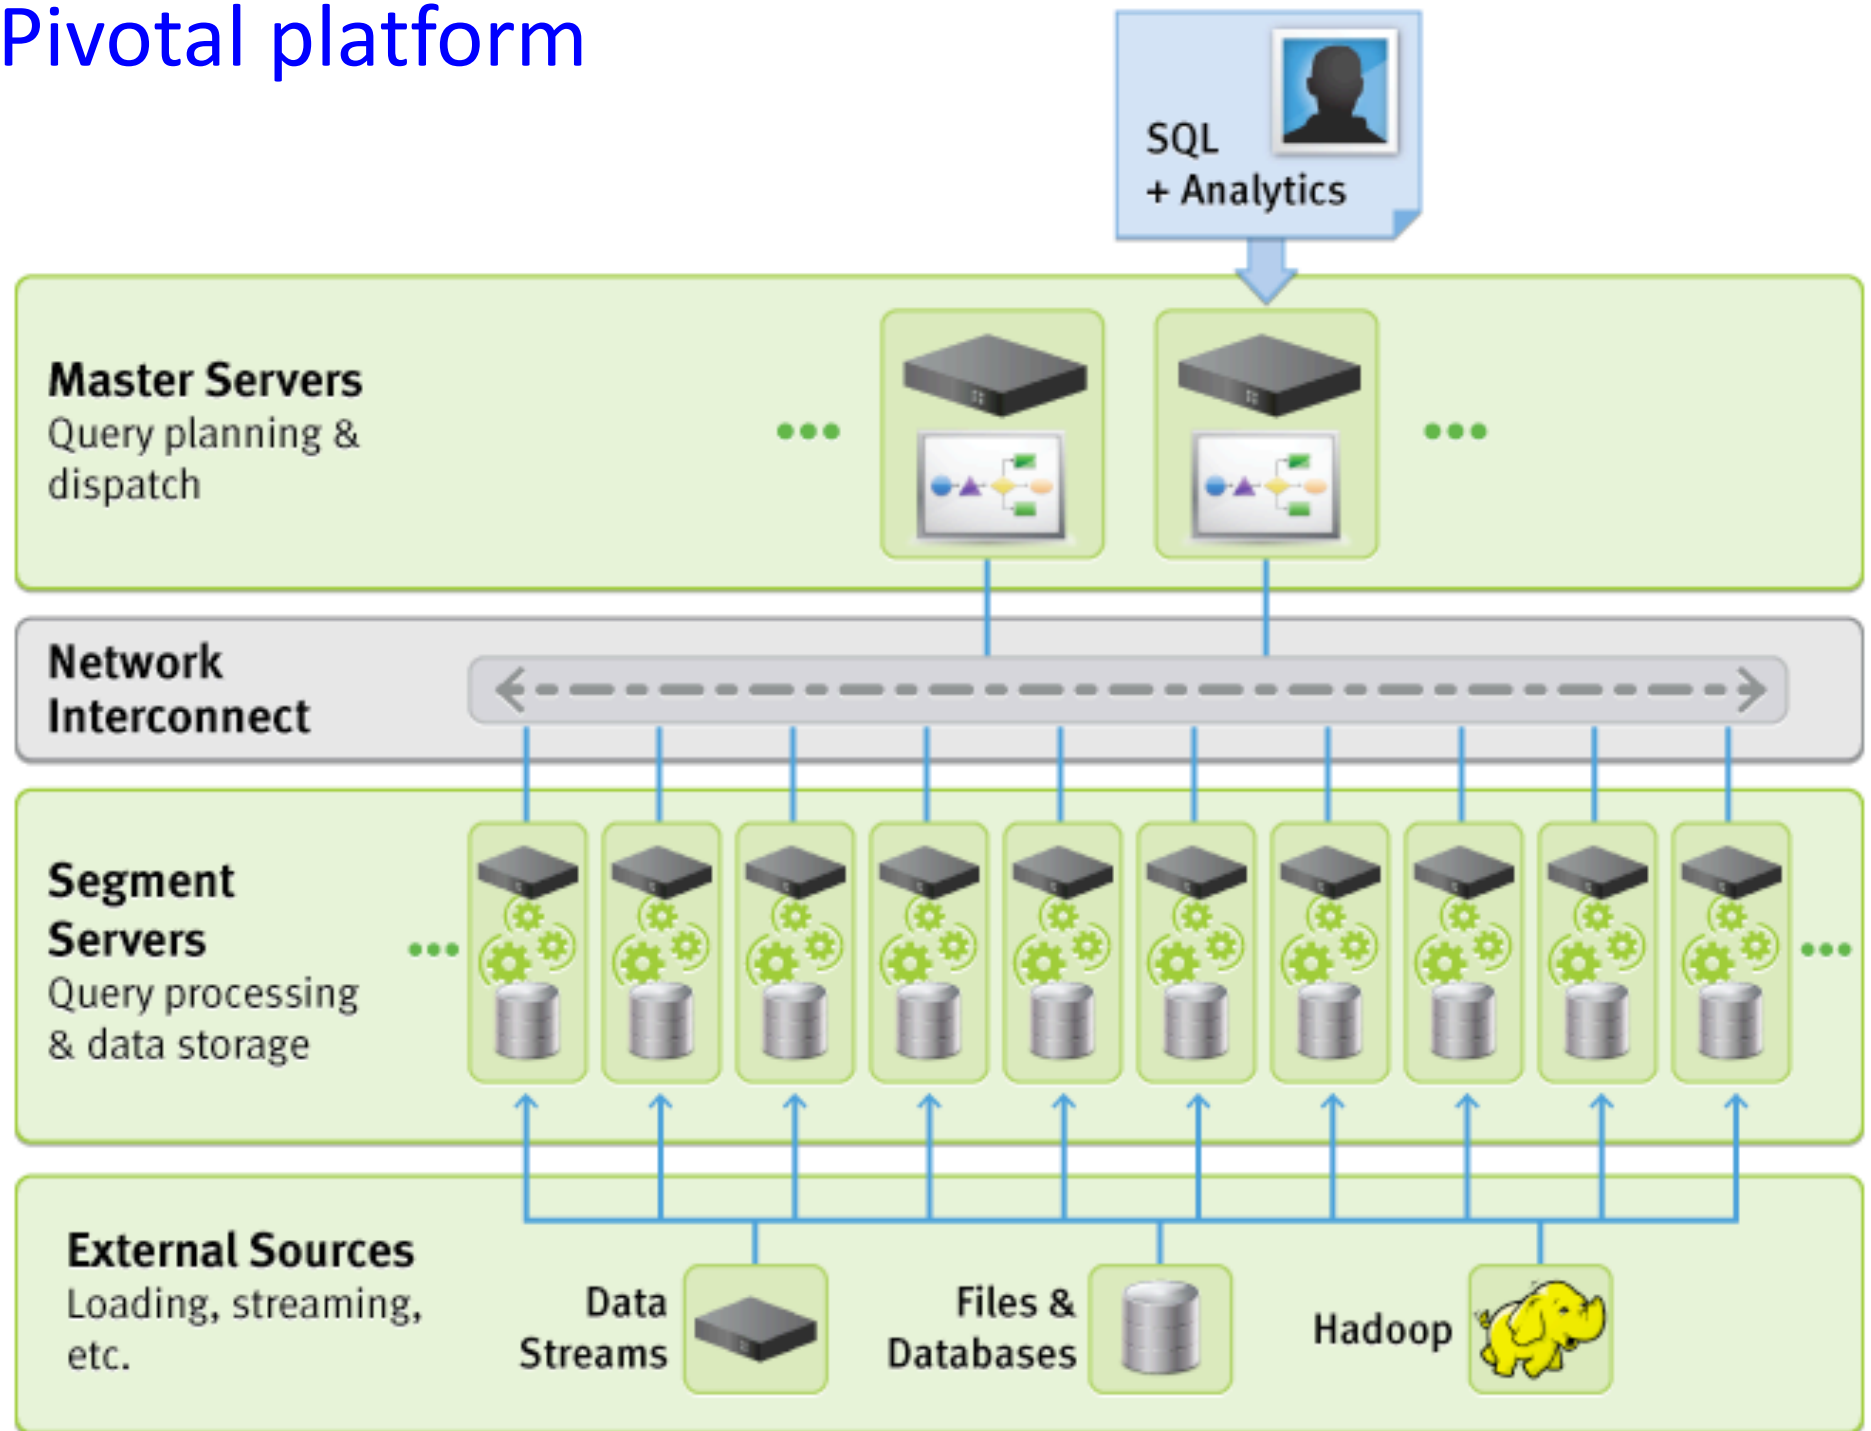 Pivotal platform
SQL
+ Analytics
Master Servers
Query planning &
dispatch
Network
Interconnect
Segment
Servers
Query processing
& data storage
External Sources
Loading, streaming,
etc.
Data
Streams
Files &
Databases
Hadoop